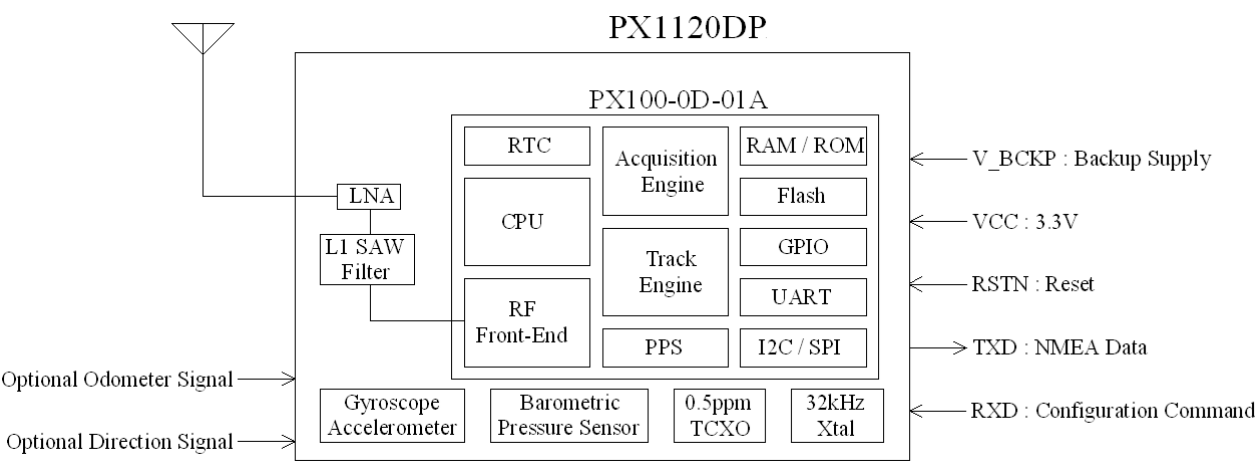 PX1120DP
PX100-0D-01A
RTC
Acquisition
Engine
RAM / ROM
LNA
CPU
Flash
L1 SAW
Filter
Track
Engine
GPIO
UART
RF
Front-End
PPS
I2C / SPI
Gyroscope
Accelerometer
Barometric
Pressure Sensor
0.5ppm
TCXO
32kHz
Xtal
Optional Odometer Signal
Optional Direction Signal
V_BCKP : Backup Supply
VCC : 3.3V
RSTN : Reset
TXD : NMEA Data
RXD : Configuration Command